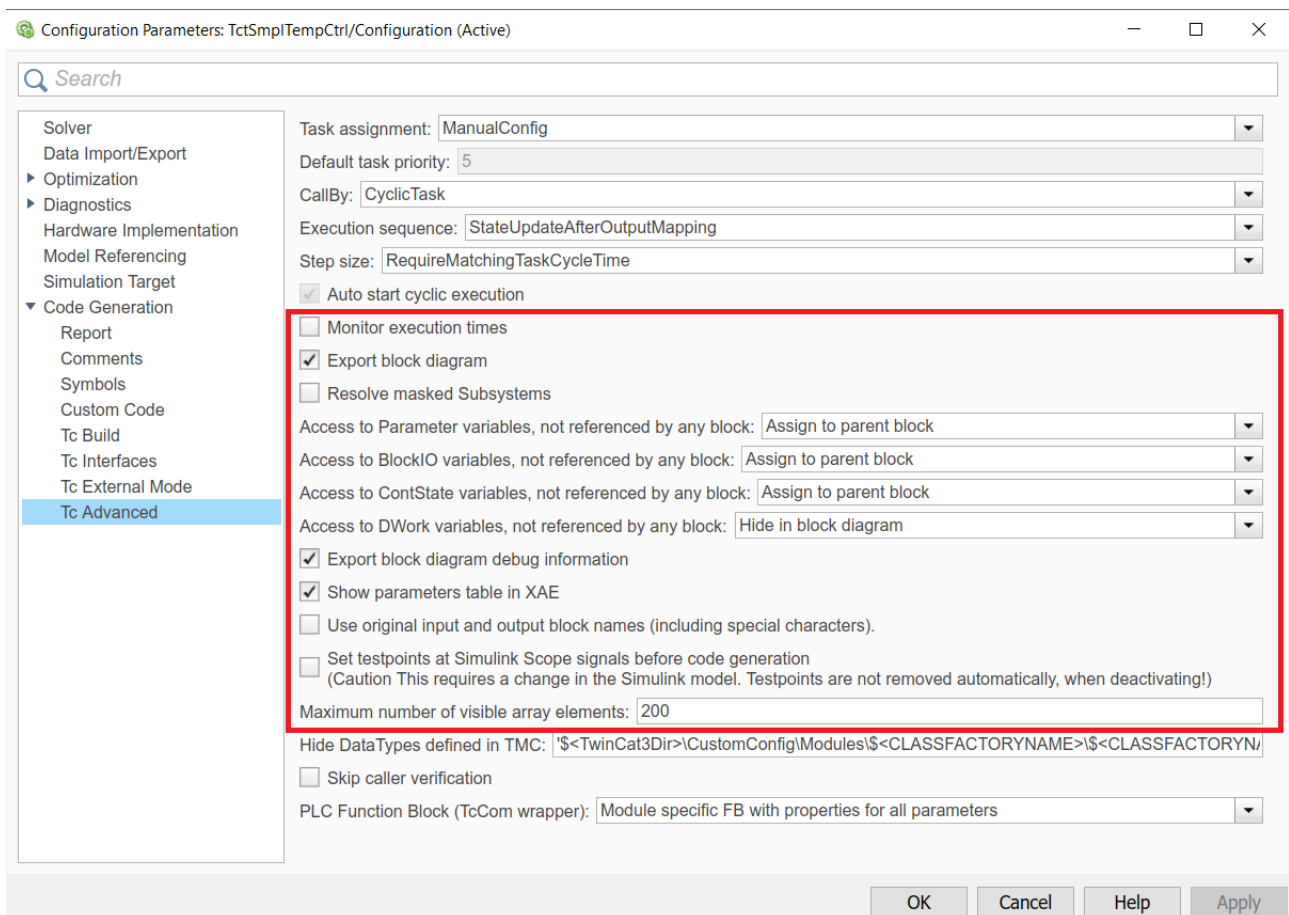 Configuration Parameters: TctSmplTempCtrl/Configuration (Active)
Search
Solver
Data Import/Export
Optimization
Diagnostics
Hardware Implementation
Model Referencing
Simulation Target
Code Generation
Report
Comments
Symbols
Custom Code
Tc Build
Tc Interfaces
Tc External Mode
Tc Advanced
Task assignment: ManualConfig
Default task priority: 5
CallBy: CyclicTask
Execution sequence: StateUpdateAfterOutputMapping
Step size: RequireMatchingTaskCycleTime
Auto start cyclic execution
Monitor execution times
Export block diagram
Resolve masked Subsystems
Access to Parameter variables, not referenced by any block: Assign to parent block
Access to BlockIO variables, not referenced by any block: Assign to parent block
Access to ContState variables, not referenced by any block: Assign to parent block
Access to DWork variables, not referenced by any block: Hide in block diagram
Export block diagram debug information
Show parameters table in XAE
Use original input and output block names (including special characters).
Set testpoints at Simulink Scope signals before code generation
(Caution This requires a change in the Simulink model. Testpoints are not removed automatically, when deactivating!)
Maximum number of visible array elements: 200
Hide DataTypes defined in TMC: '$<TwinCat3Dir>\CustomConfig\Modules\$<CLASSFACTORYNAME>\$<CLASSFACTORYN
Skip caller verification
PLC Function Block (TcCom wrapper): Module specific FB with properties for all parameters
OK
Cancel
Help
Apply